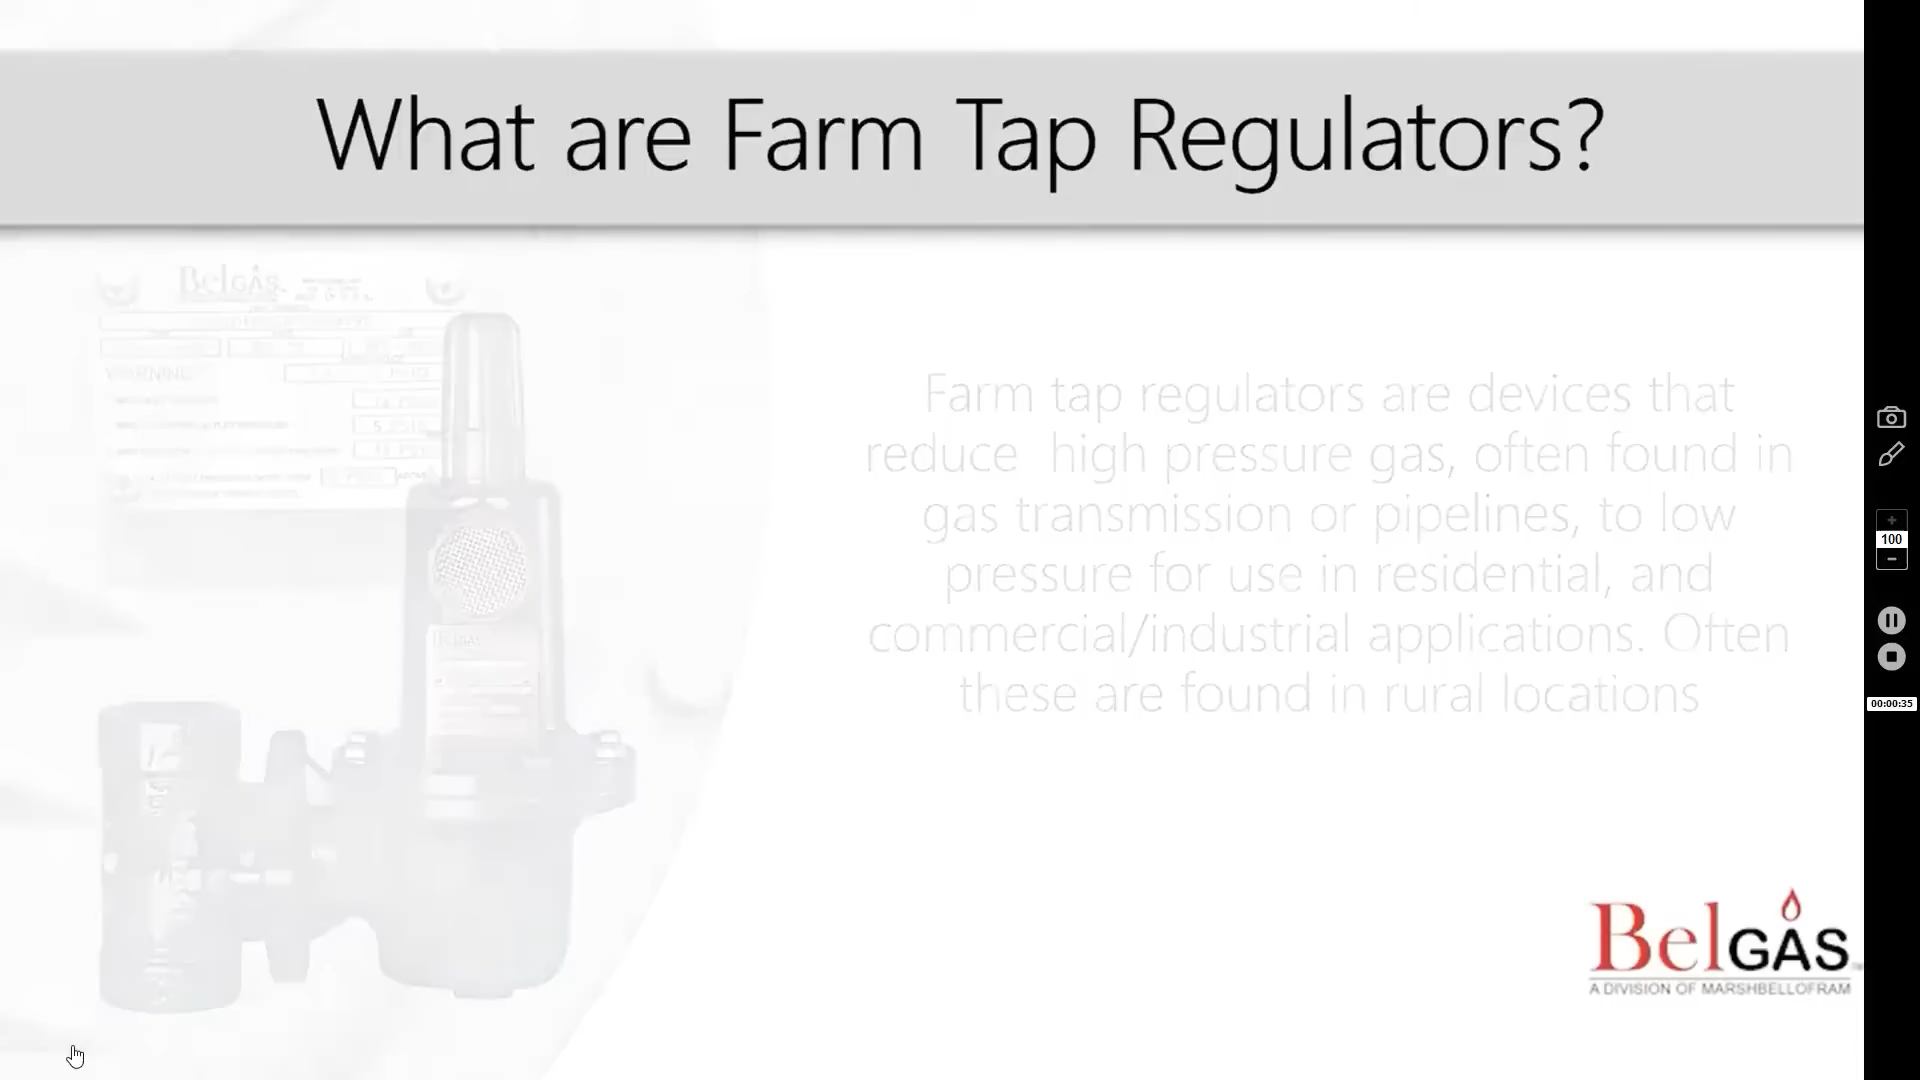 What are Farm Tap Regulators?
BelGAS
WARNING
Farm tap regulators are devices that
reduce high pressure gas, often found in
gas transmission or pipelines, to low
pressure for use in residential, and
commercial/industrial applications. Often
these are found in rural locations
BelGAS
A DIVISION OF MARSHBELLOFRAM
+
100
-
00:00:35